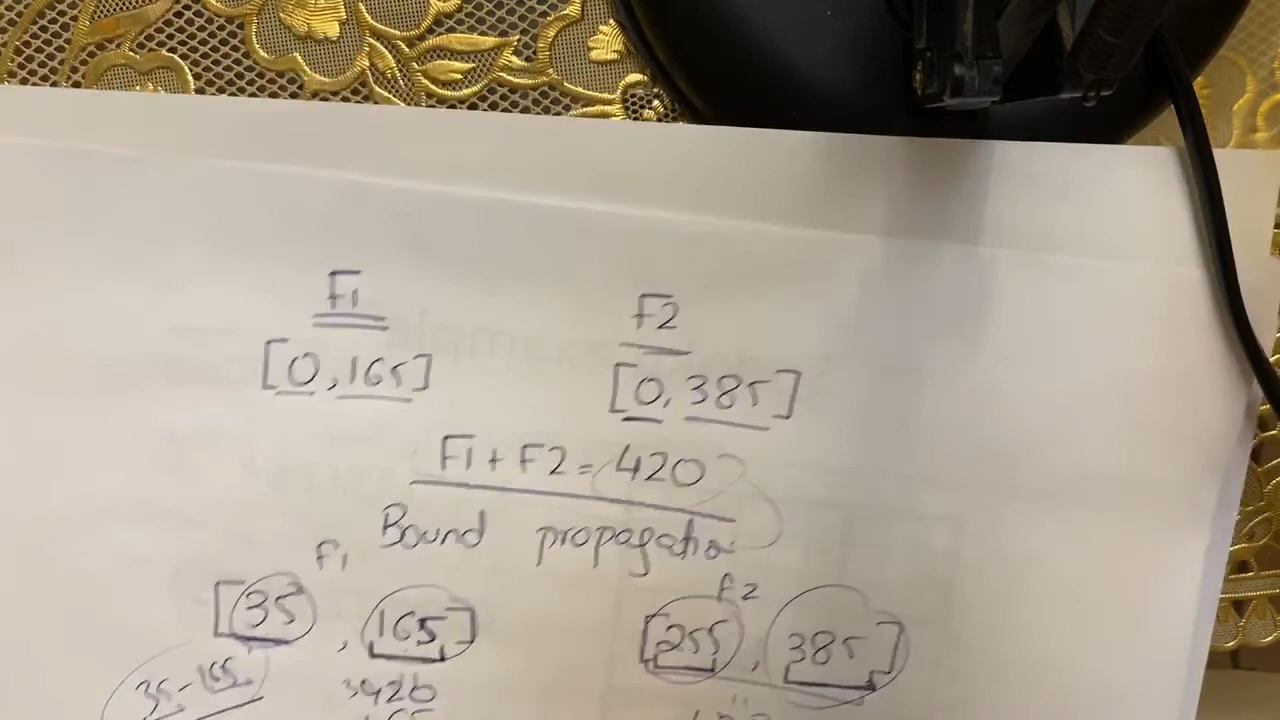 F1 F2
[0, 165] [0, 385]
F1 + F2 = 420
Bound propagation
F1 F2
[35, 165] [255, 385]
35-165